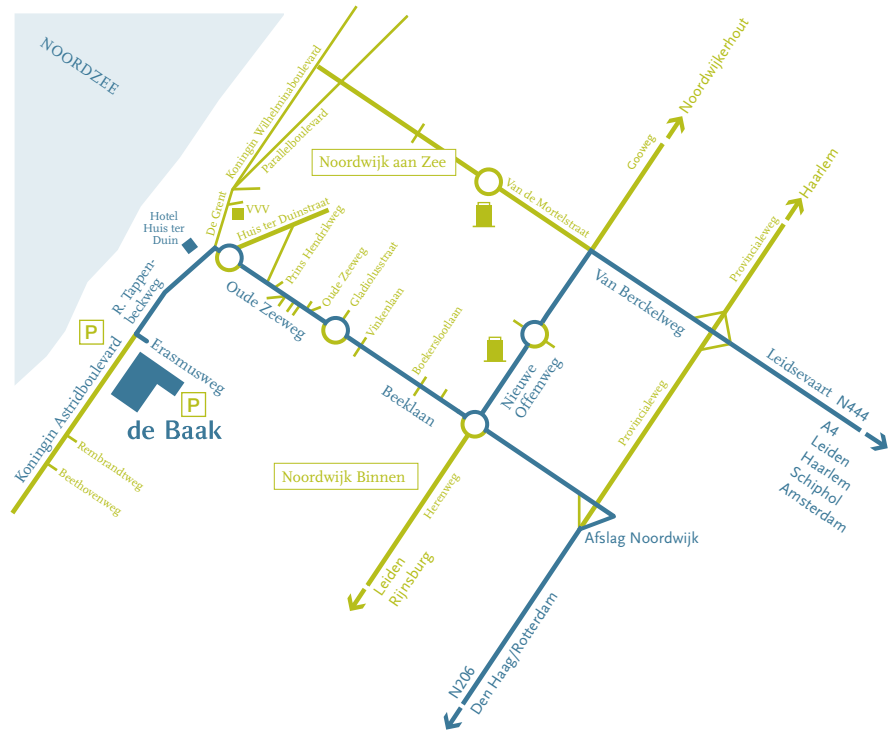 NOORDZEE
Koningin Wilhelminaboulevard
Parallelboulevard
Noordwijk aan Zee
Gooweg
Noordwijkerhout
Van de Mortelstraat
Provincialeweg
Haarlem
De Grent
VVV
Huis ter Duinstraat
Hotel
Huis ter
Duin
Prins Hendrikweg
Oude Zeeweg
Gladiolusstraat
Vinkenlaan
Boekerslootlaan
R. Tappen-
beckweg
Oude Zeeweg
Van Berckelweg
P
Erasmusweg
P
de Baak
Koningin Astridboulevard
Beeklaan
Nieuwe
Offemweg
Leidsevaart N444
A4
Leiden
Haarlem
Schiphol
Amsterdam
Provincialeweg
Rembrandweg
Beethovenweg
Noordwijk Binnen
Herenweg
Leiden
Rijnsburg
Afslag Noordwijk
N206
Den Haag/Rotterdam